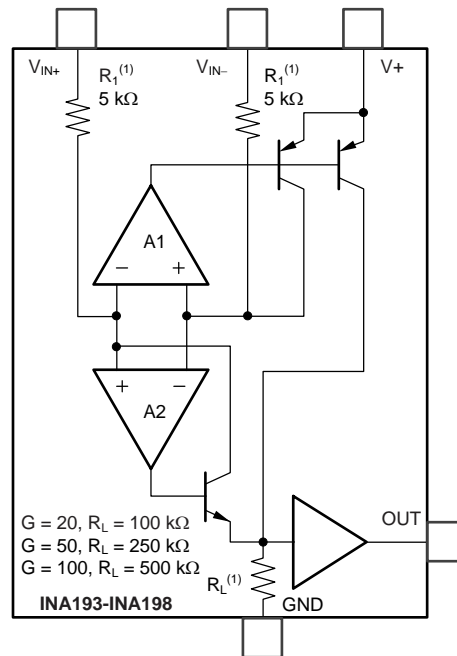 V_IN+
R_1^(1)
5 kΩ
V_IN–
R_1^(1)
5 kΩ
V+
A1
– +
+ –
A2
G = 20, R_L = 100 kΩ
G = 50, R_L = 250 kΩ
G = 100, R_L = 500 kΩ
R_L^(1)
OUT
INA193-INA198
GND